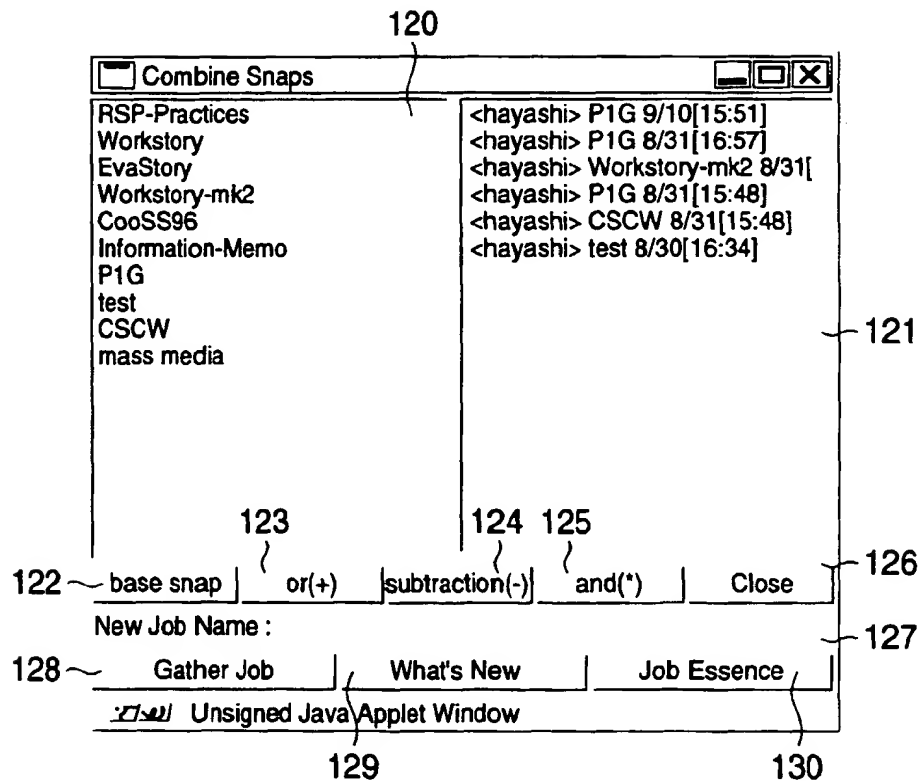 120
Combine Snaps
RSP-Practices
Workstory
EvaStory
Workstory-mk2
CooSS96
Information-Memo
P1G
test
CSCW
mass media
<hayashi> P1G 9/10[15:51]
<hayashi> P1G 8/31[16:57]
<hayashi> Workstory-mk2 8/31[
<hayashi> P1G 8/31[15:48]
<hayashi> CSCW 8/31[15:48]
<hayashi> test 8/30[16:34]
121
123 124 125
122 base snap or(+) subtraction(-) and(*) Close 126
New Job Name : 127
128 Gather Job What's New Job Essence
Unsigned Java Applet Window
129 130